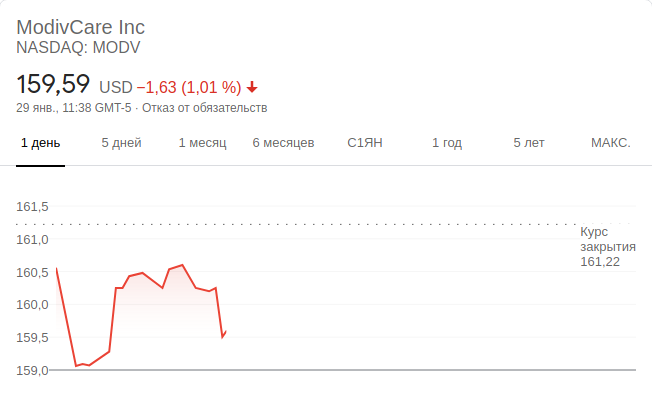 ModivCare Inc
NASDAQ: MODV
159,59 USD −1,63 (1,01 %)
29 янв., 11:38 GMT-5 · Отказ от обязательств
1 день 5 дней 1 месяц 6 месяцев С1ЯН 1 год 5 лет МАКС.
161,5
161,0
160,5
160,0
159,5
159,0
Курс
закрытия
161,22